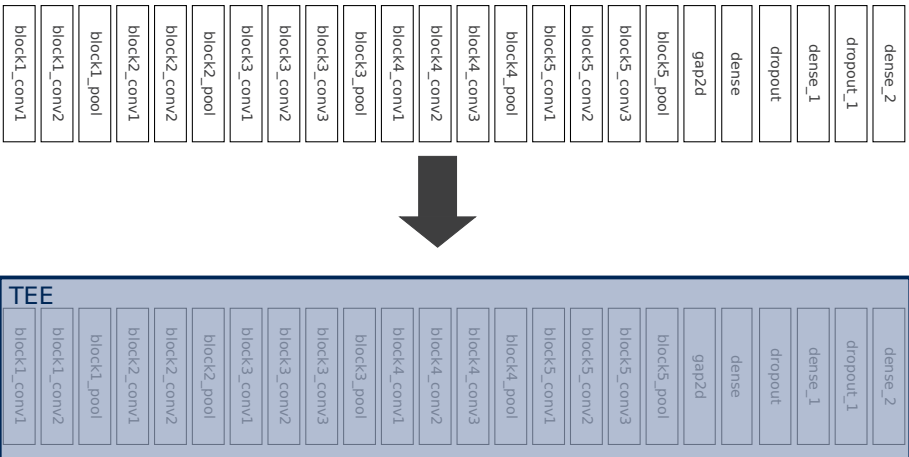 block1_conv1
block1_conv2
block1_pool
block2_conv1
block2_conv2
block2_pool
block3_conv1
block3_conv2
block3_conv3
block3_pool
block4_conv1
block4_conv2
block4_conv3
block4_pool
block5_conv1
block5_conv2
block5_conv3
block5_pool
gap2d
dense
dropout
dense_1
dropout_1
dense_2
TEE
block1_conv1
block1_conv2
block1_pool
block2_conv1
block2_conv2
block2_pool
block3_conv1
block3_conv2
block3_conv3
block3_pool
block4_conv1
block4_conv2
block4_conv3
block4_pool
block5_conv1
block5_conv2
block5_conv3
block5_pool
gap2d
dense
dropout
dense_1
dropout_1
dense_2